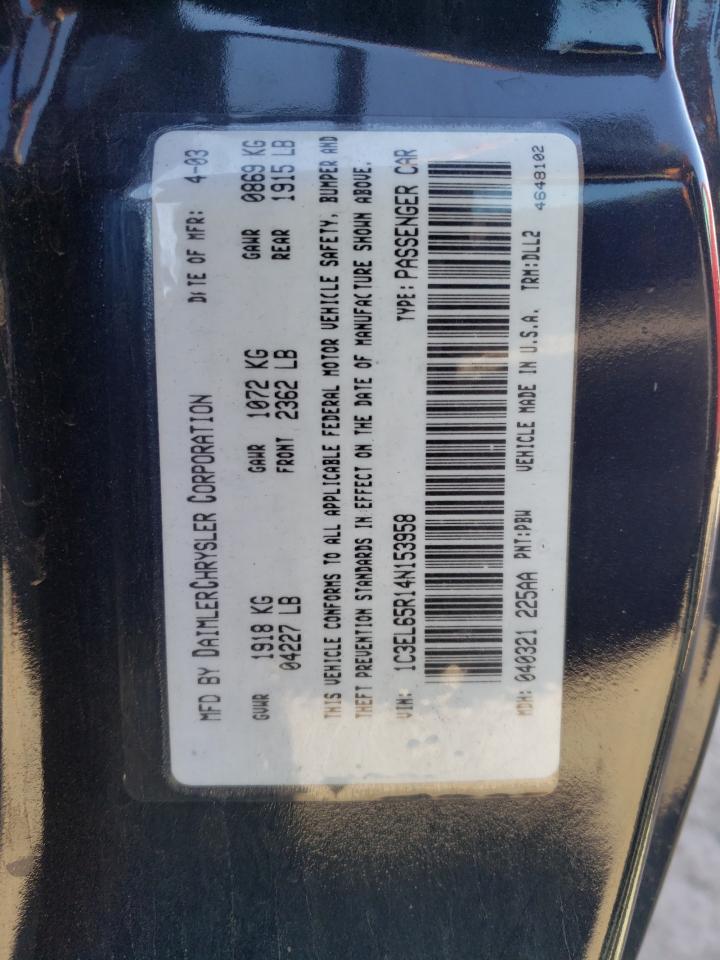 MFD BY DAIMLERCHRYSLER CORPORATION DATE OF MFR: 4-03
GVWR 1918 KG GAWR 1072 KG GAWR 0869 KG
04227 LB FRONT 2362 LB REAR 1915 LB
THIS VEHICLE CONFORMS TO ALL APPLICABLE FEDERAL MOTOR VEHICLE SAFETY, BUMPER AND
THEFT PREVENTION STANDARDS IN EFFECT ON THE DATE OF MANUFACTURE SHOWN ABOVE.
VIN: 1C3EL65R14N153958 TYPE: PASSENGER CAR
MDH: 040321 225AA PNT:PBW VEHICLE MADE IN U.S.A. TRM:DLL2
4648102